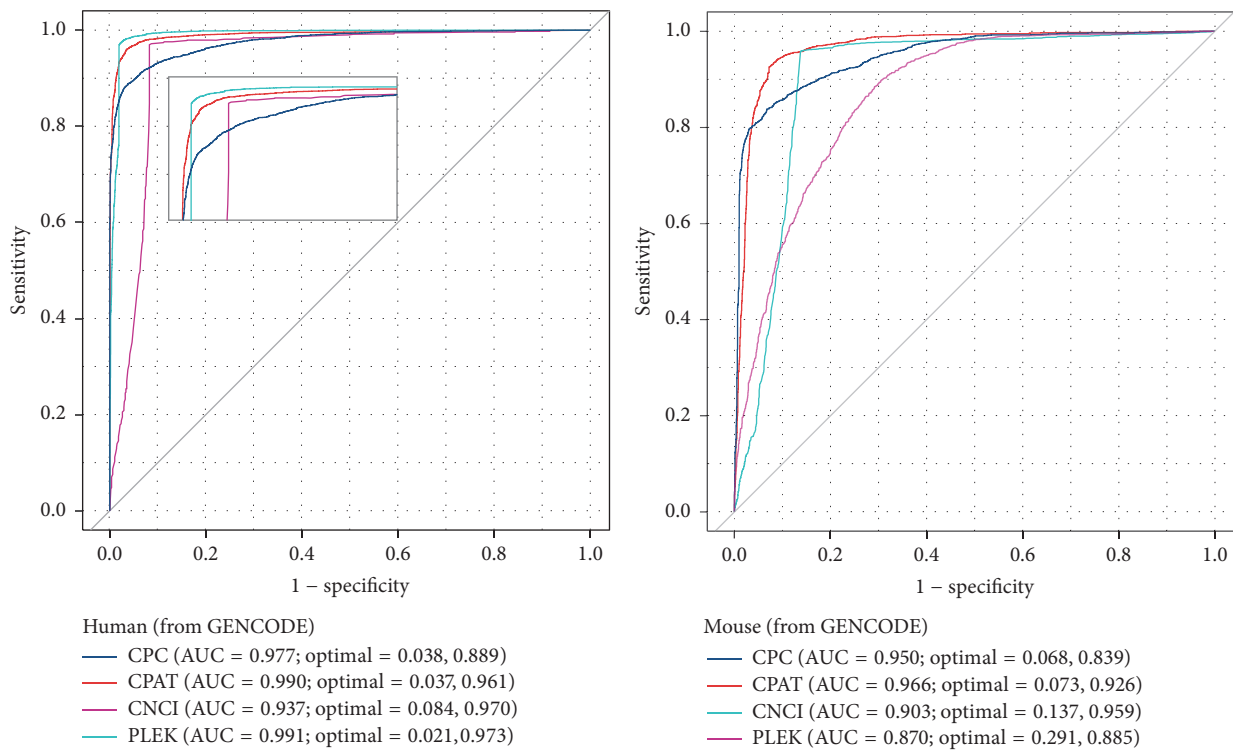 1.0
0.8
0.6
0.4
0.2
0.0
Sensitivity
0.0 0.2 0.4 0.6 0.8 1.0
1 − specificity
Human (from GENCODE)
CPC (AUC = 0.977; optimal = 0.038, 0.889)
CPAT (AUC = 0.990; optimal = 0.037, 0.961)
CNCI (AUC = 0.937; optimal = 0.084, 0.970)
PLEK (AUC = 0.991; optimal = 0.021, 0.973)
1.0
0.8
0.6
0.4
0.2
0.0
Sensitivity
0.0 0.2 0.4 0.6 0.8 1.0
1 − specificity
Mouse (from GENCODE)
CPC (AUC = 0.950; optimal = 0.068, 0.839)
CPAT (AUC = 0.966; optimal = 0.073, 0.926)
CNCI (AUC = 0.903; optimal = 0.137, 0.959)
PLEK (AUC = 0.870; optimal = 0.291, 0.885)